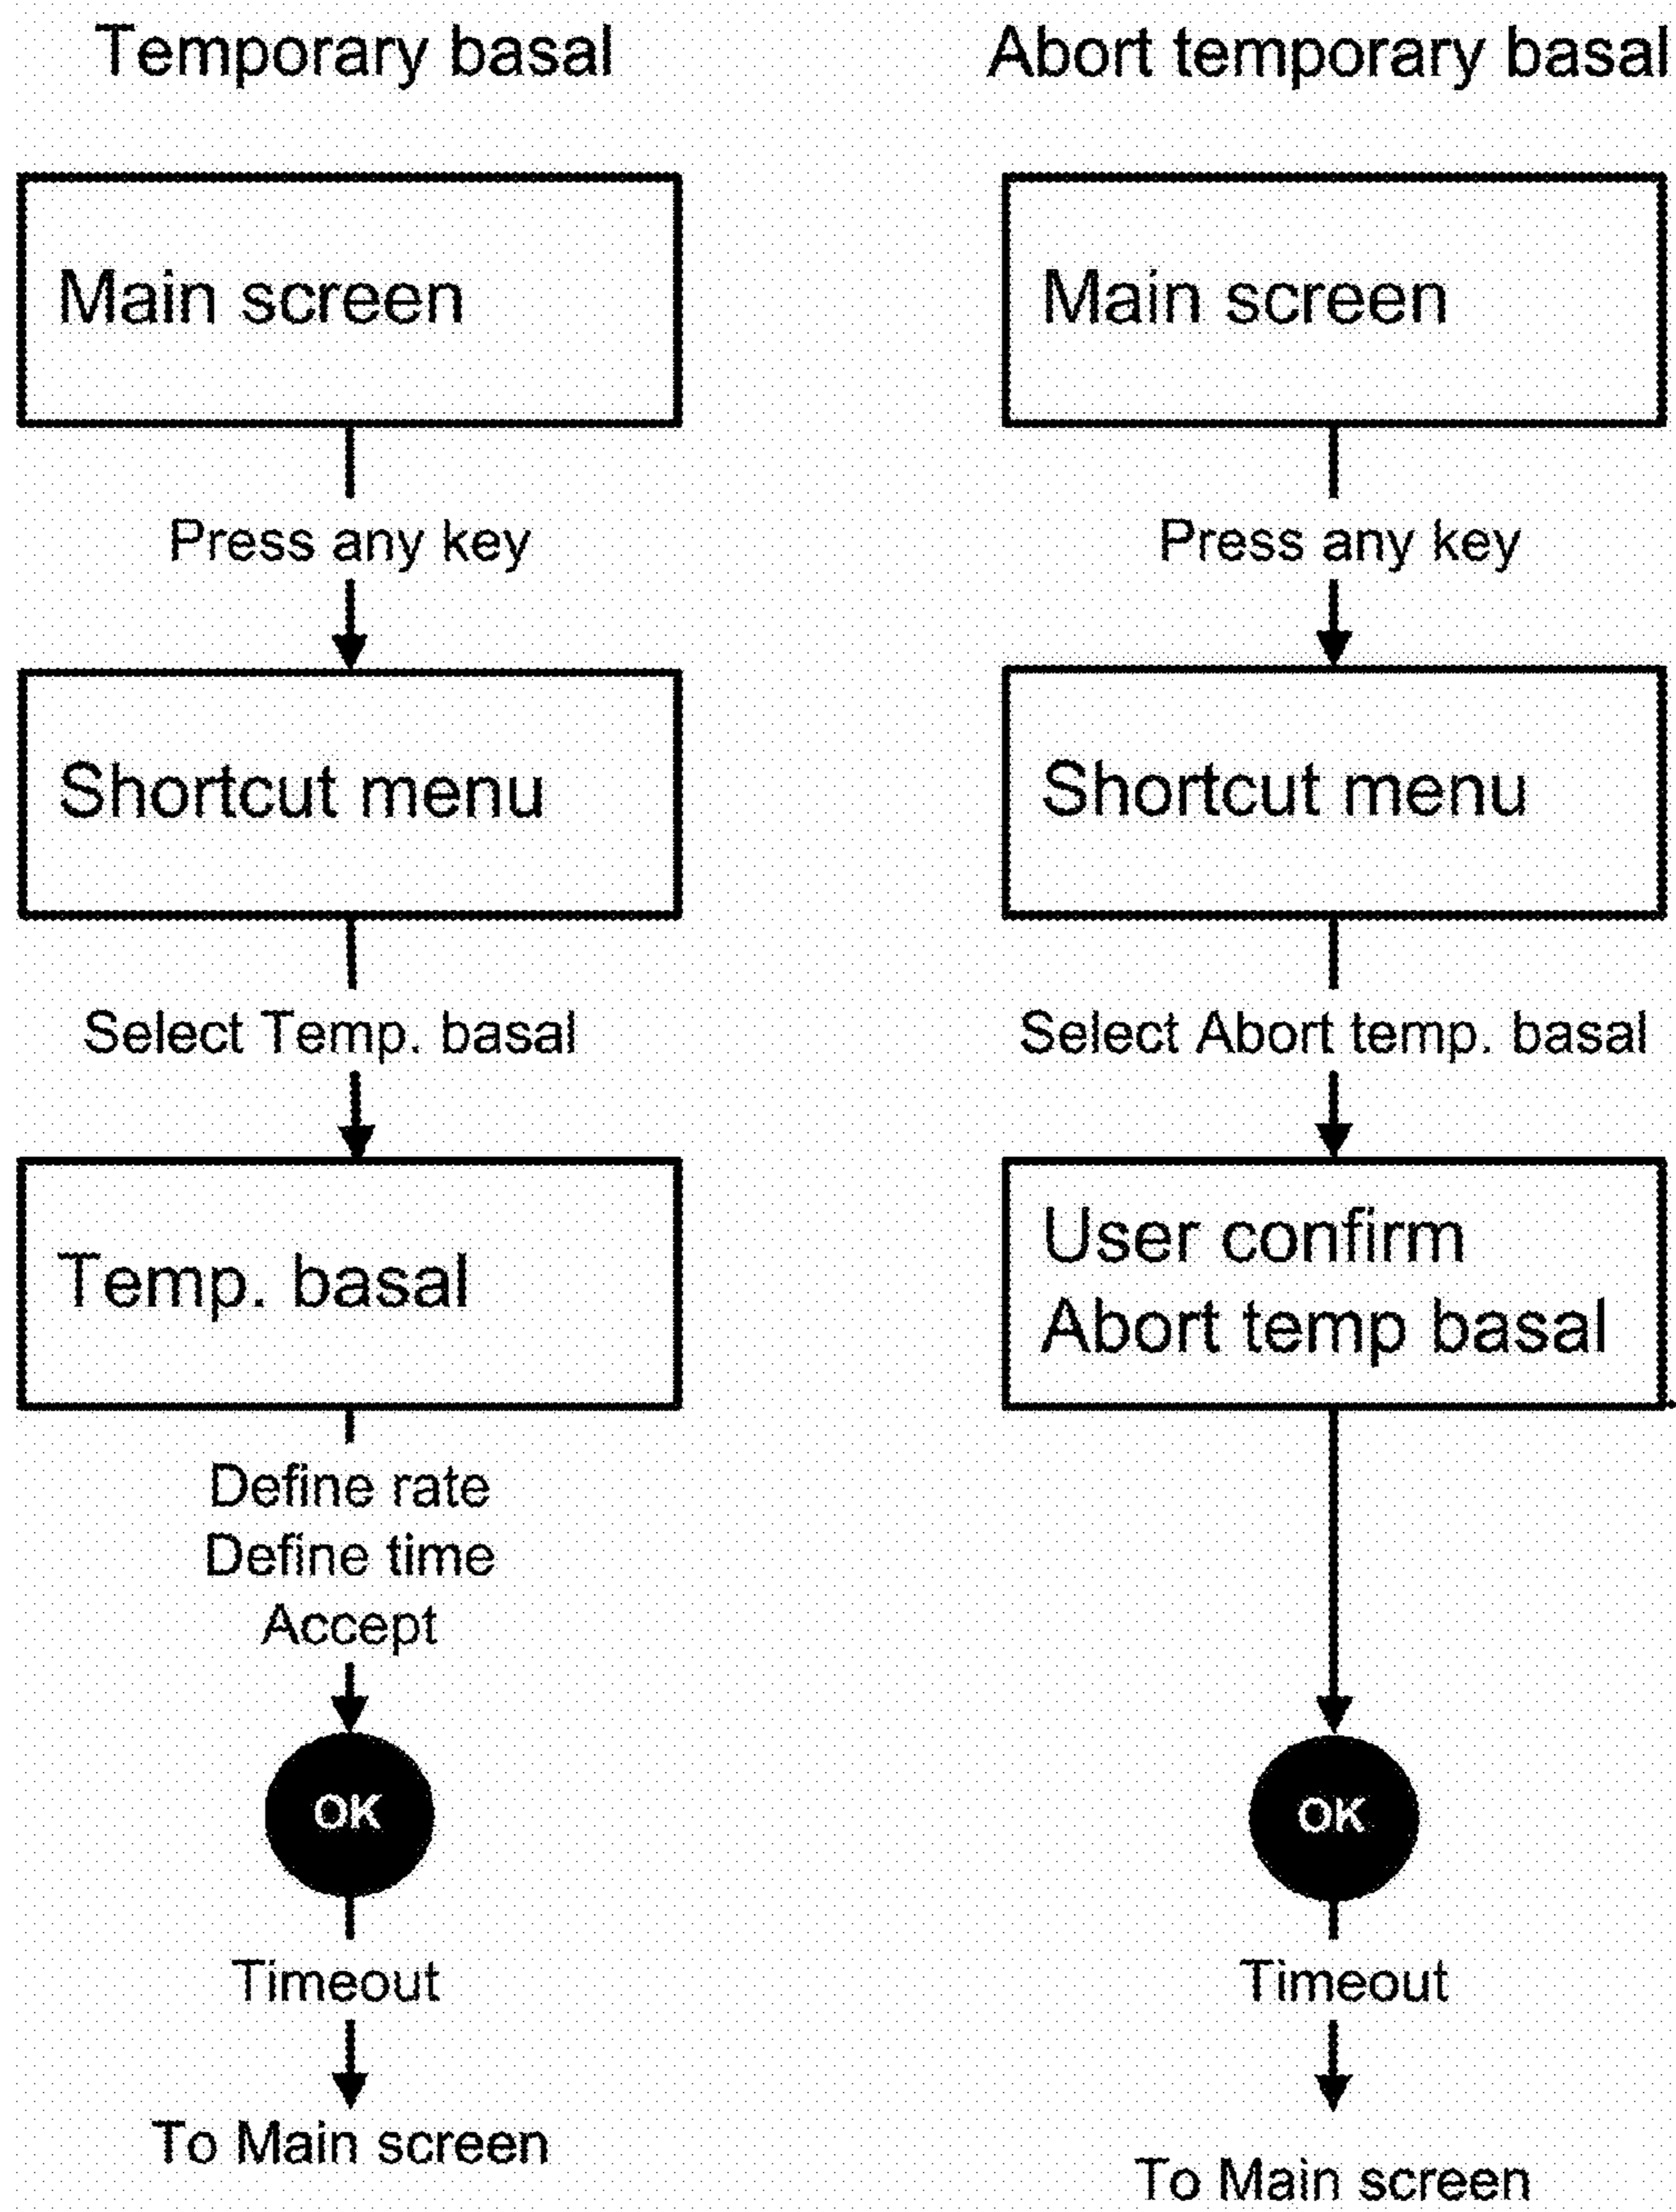 Temporary basal
Main screen
Press any key
Shortcut menu
Select Temp. basal
Temp. basal
Define rate
Define time
Accept
OK
Timeout
To Main screen
Abort temporary basal
Main screen
Press any key
Shortcut menu
Select Abort temp. basal
User confirm
Abort temp basal
OK
Timeout
To Main screen